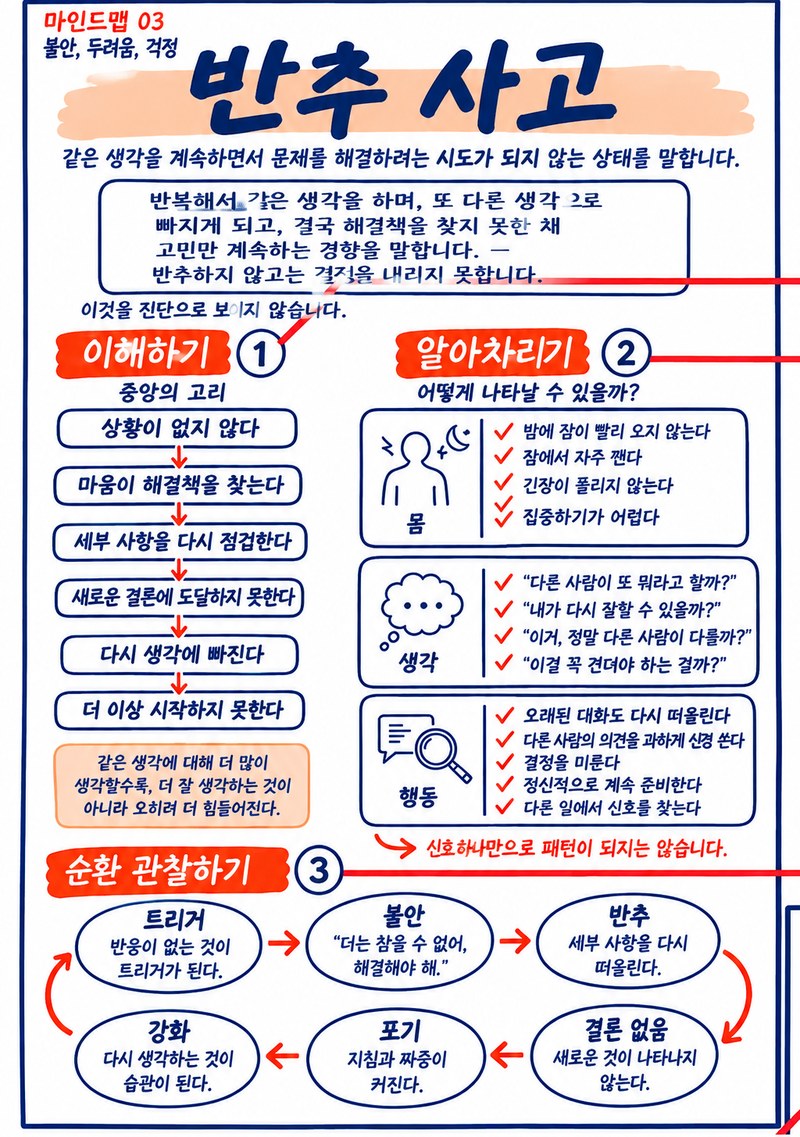 마인드맵 03
불안, 두려움, 걱정
반추 사고
같은 생각을 계속하면서 문제를 해결하려는 시도가 되지 않는 상태를 말합니다.
반복해서 같은 생각을 하며, 또 다른 생각으로
빠지게 되고, 결국 해결책을 찾지 못한 채
고민만 계속하는 경향을 말합니다. —
반추하지 않고는 결정을 내리지 못합니다.
이것을 진단으로 보이지 않습니다.
이해하기 1
중앙의 고리
상황이 없지 않다
마움이 해결책을 찾는다
세부 사항을 다시 점겁한다
새로운 결론에 도달하지 못한다
다시 생각에 빠진다
더 이상 시작하지 못한다
같은 생각에 대해 더 많이
생각할수록, 더 잘 생각하는 것이
아니라 오히려 더 힘들어진다.
알아차리기 2
어떻게 나타날 수 있을까?
몸
밤에 잠이 빨리 오지 않는다
잠에서 자주 깬다
긴장이 풀리지 않는다
집중하기가 어럽다
생각
“다른 사람이 또 뭐라고 할까?”
“내가 다시 잘할 수 있을까?”
“이거, 정말 다른 사람이 다를까?”
“이걸 꼭 견뎌야 하는 걸까?”
행동
오래된 대화도 다시 떠올린다
다른 사람의 의견을 과하게 신경 쓴다
결정을 미룬다
정신적으로 계속 준비한다
다른 일에서 신호를 찾는다
신호하나만으로 패턴이 되지는 않습니다.
순환 관찰하기 3
트리거
반응이 없는 것이
트리거가 된다.
불안
“더는 참을 수 없어,
해결해야 해.”
반추
세부 사항을 다시
떠올린다.
강화
다시 생각하는 것이
습관이 된다.
포기
지침과 짜증이
커진다.
결론 없음
새로운 것이 나타나지
않는다.